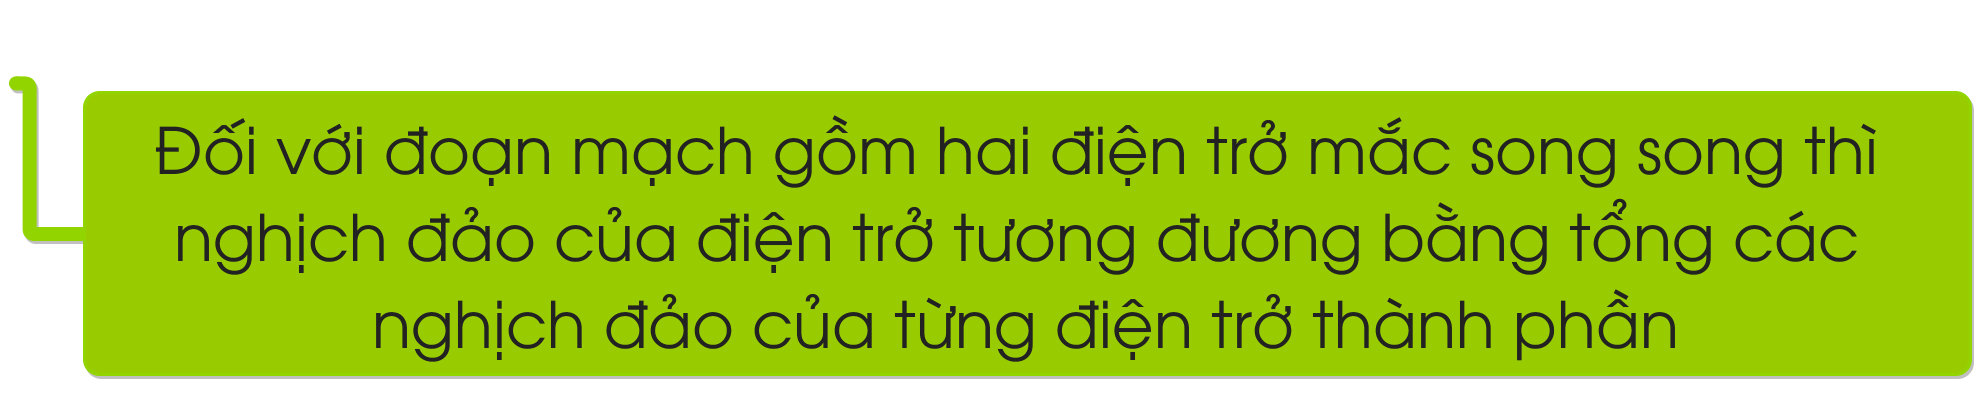 Đối với đoạn mạch gồm hai điện trở mắc song song thì
nghịch đảo của điện trở tương đương bằng tổng các
nghịch đảo của từng điện trở thành phần